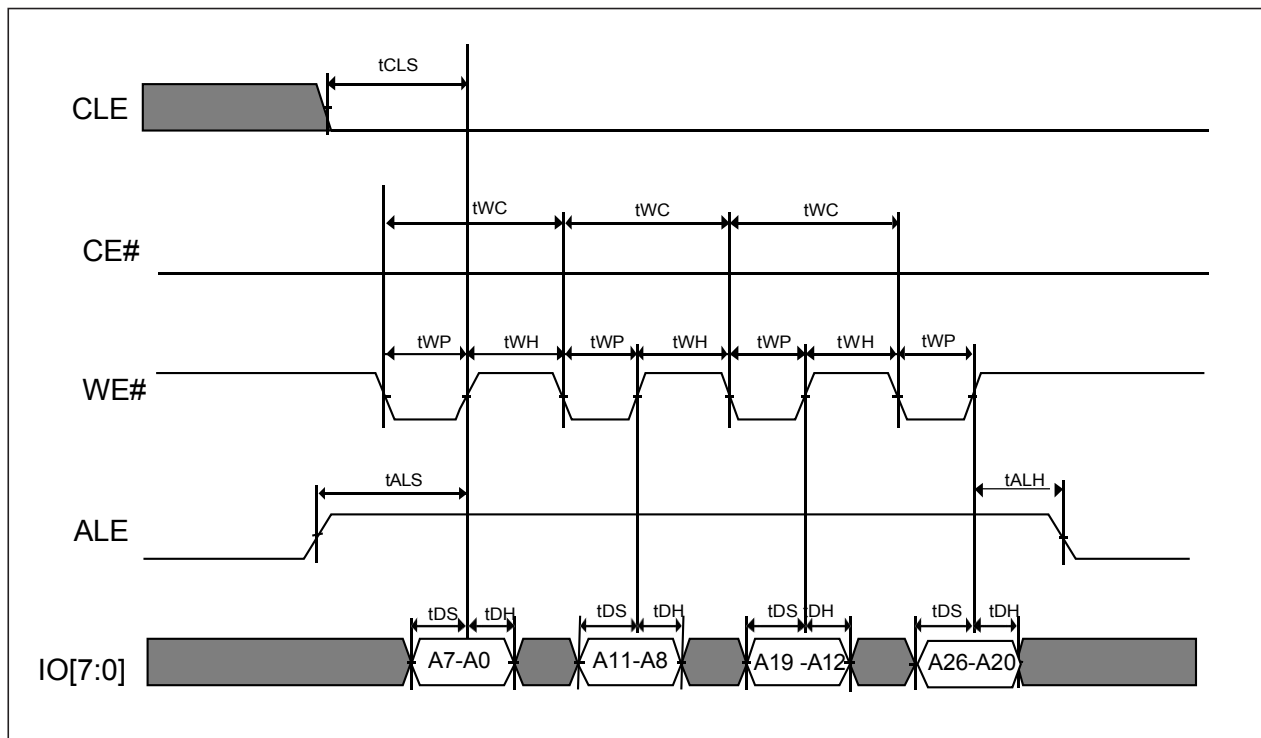 tCLS
CLE
tWC tWC tWC
CE#
tWP tWH tWP tWH tWP tWH tWP
WE#
tALS tALH
ALE
tDS tDH tDS tDH tDS tDH tDS tDH
IO[7:0] A7-A0 A11-A8 A19 -A12 A26-A20